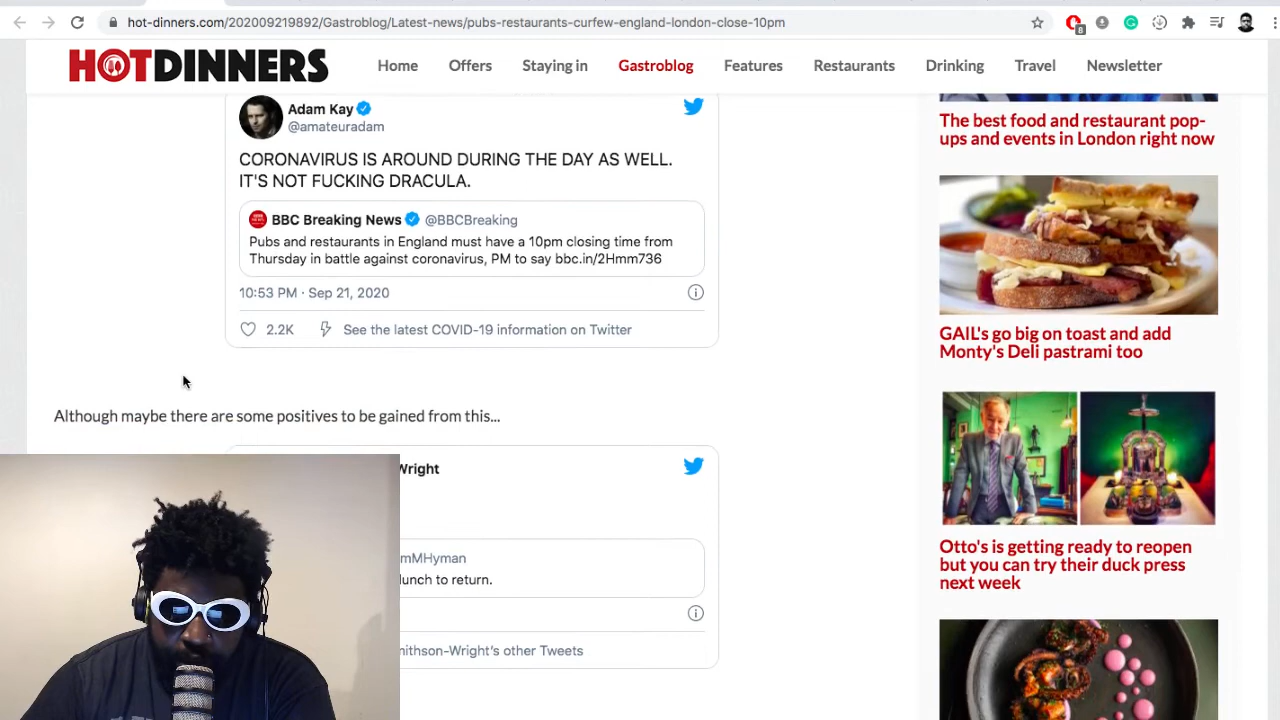 hot-dinners.com/202009219892/Gastroblog/Latest-news/pubs-restaurants-curfew-england-london-close-10pm
8
HOTDINNERS
Home Offers Staying in Gastroblog Features Restaurants Drinking Travel Newsletter
Adam Kay
@amateuradam
CORONAVIRUS IS AROUND DURING THE DAY AS WELL.
IT'S NOT FUCKING DRACULA.
BBC Breaking News @BBCBreaking
Pubs and restaurants in England must have a 10pm closing time from
Thursday in battle against coronavirus, PM to say bbc.in/2Hmm736
10:53 PM · Sep 21, 2020
2.2K See the latest COVID-19 information on Twitter
Although maybe there are some positives to be gained from this...
Wright
mMHyman
lunch to return.
mithson-Wright's other Tweets
The best food and restaurant pop-
ups and events in London right now
GAIL's go big on toast and add
Monty's Deli pastrami too
Otto's is getting ready to reopen
but you can try their duck press
next week